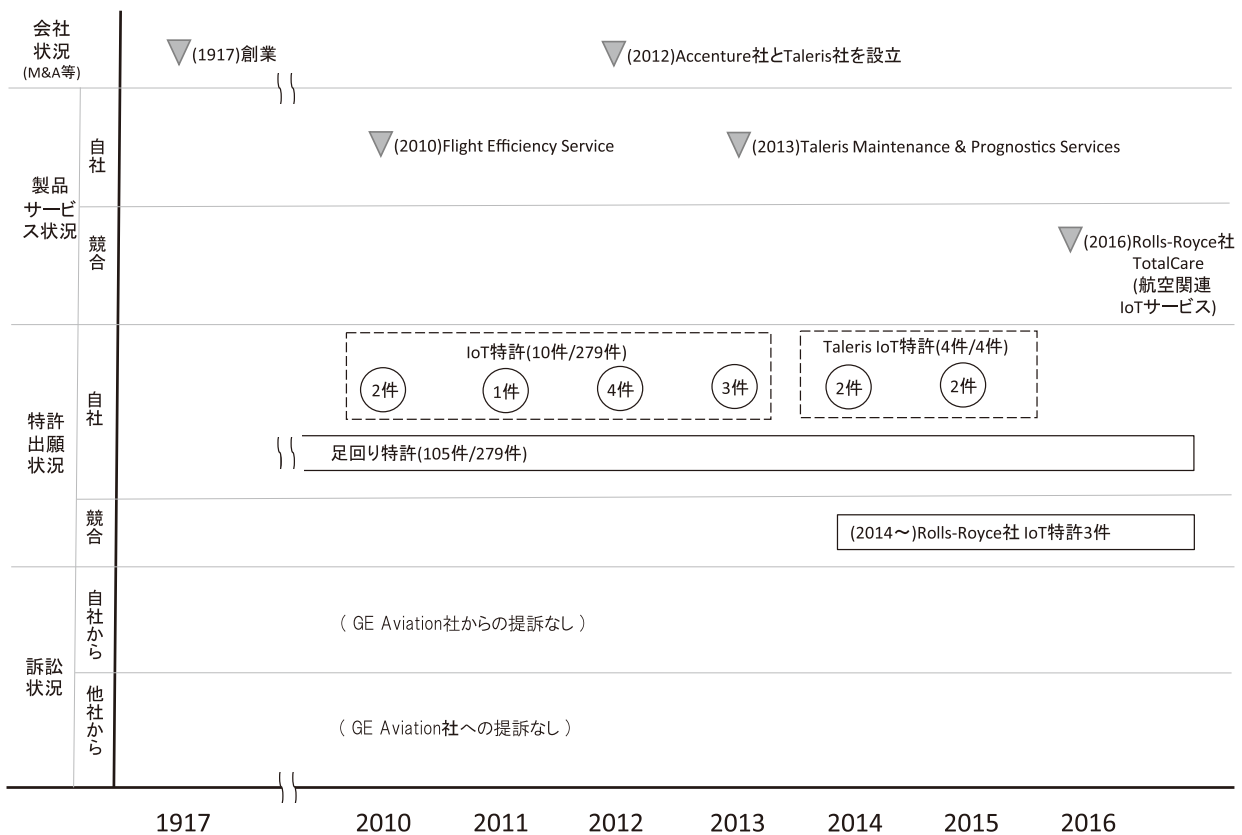 会社
状況
(M&A等)
(1917)創業
(2012)Accenture社とTaleris社を設立
製品
サービ
ス状況
自社
(2010)Flight Efficiency Service
(2013)Taleris Maintenance & Prognostics Services
競合
(2016)Rolls-Royce社
TotalCare
(航空関連
IoTサービス)
特許
出願
状況
自社
IoT特許(10件/279件)
2件
1件
4件
3件
Taleris IoT特許(4件/4件)
2件
2件
足回り特許(105件/279件)
競合
(2014～)Rolls-Royce社 IoT特許3件
訴訟
状況
自社から
（ GE Aviation社からの提訴なし ）
他社から
（ GE Aviation社への提訴なし ）
1917
2010
2011
2012
2013
2014
2015
2016